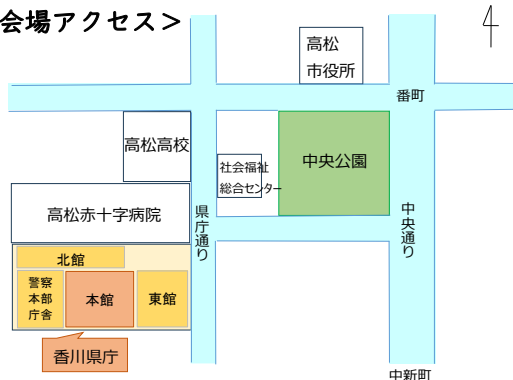 会場アクセス＞
高松
市役所
番町
高松高校
社会福祉
総合センター
中央公園
高松赤十字病院
県庁通り
中央通り
北館
警察
本部
庁舎
本館
東館
香川県庁
中新町